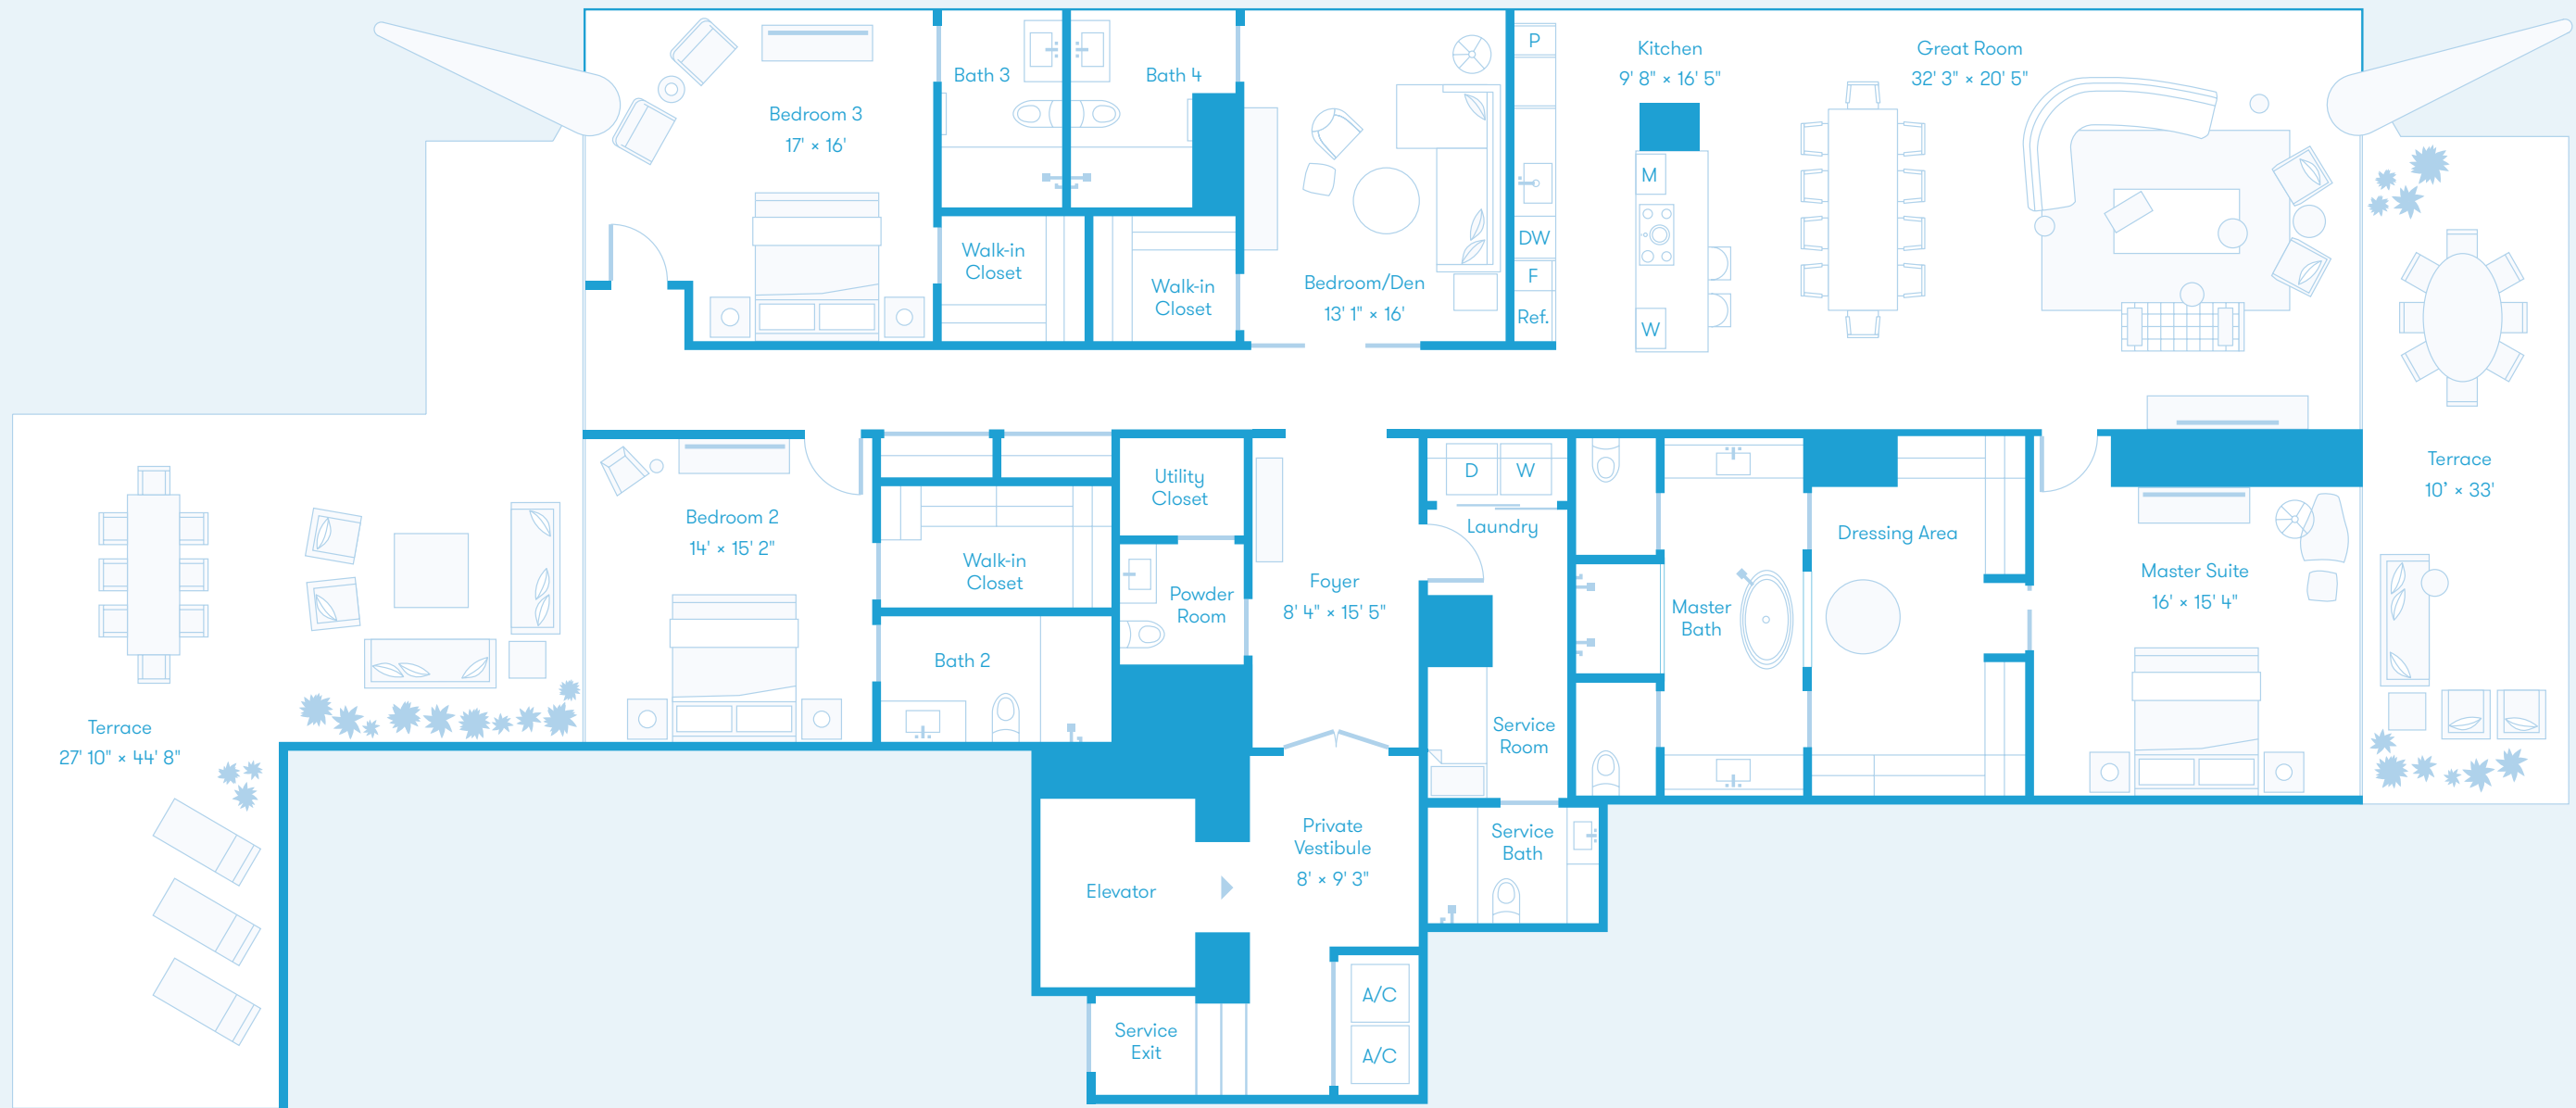 Bedroom 3
17' × 16'
Bath 3
Bath 4
Walk-in
Closet
Walk-in
Closet
Bedroom/Den
13' 1" × 16'
P
DW
F
Ref.
Kitchen
9' 8" × 16' 5"
M
W
Great Room
32' 3" × 20' 5"
Terrace
10’ × 33'
Terrace
27' 10" × 44' 8"
Bedroom 2
14' × 15' 2"
Walk-in
Closet
Bath 2
Utility
Closet
Powder
Room
Foyer
8' 4" × 15' 5"
D
W
Laundry
Service
Room
Master
Bath
Dressing Area
Master Suite
16' × 15' 4"
Elevator
Private
Vestibule
8' × 9' 3"
Service
Bath
Service
Exit
A/C
A/C